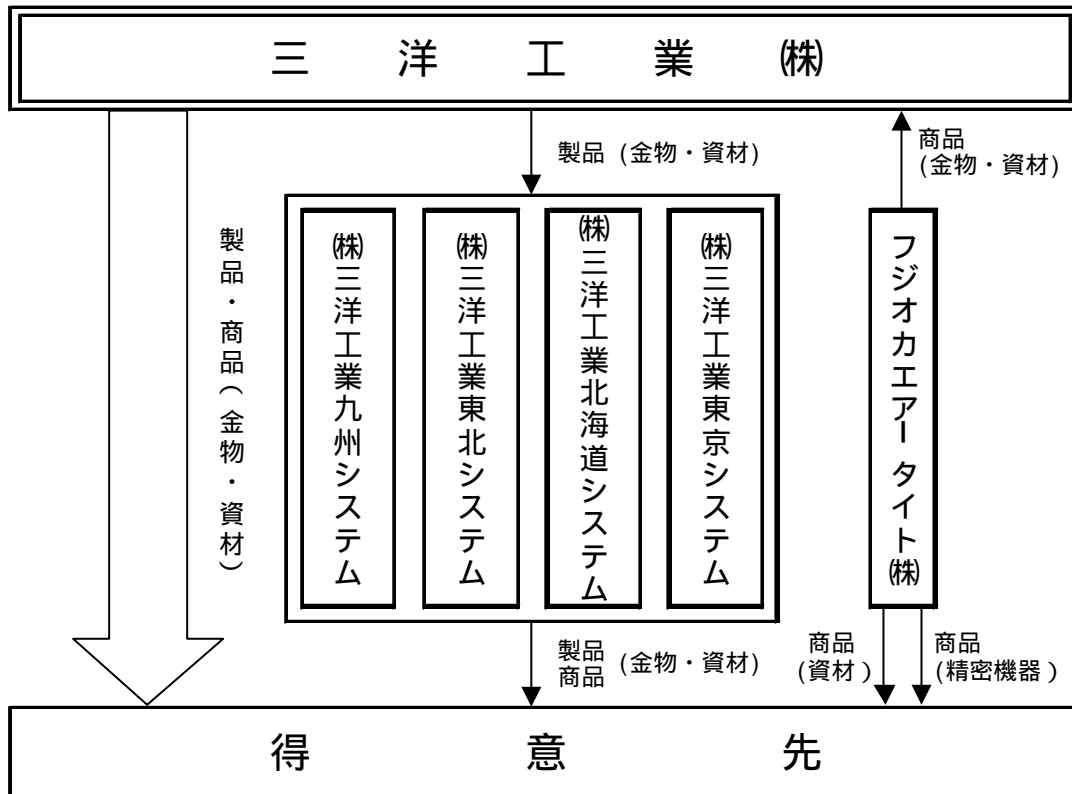 三洋工業㈱
製品（金物・資材）
商品
（金物・資材）
製品・商品（金物・資材）
㈱三洋工業九州システム
㈱三洋工業東北システム
㈱三洋工業北海道システム
㈱三洋工業東京システム
フジオカエアータイト㈱
製品
商品
（金物・資材）
商品
（資材）
商品
（精密機器）
得意先